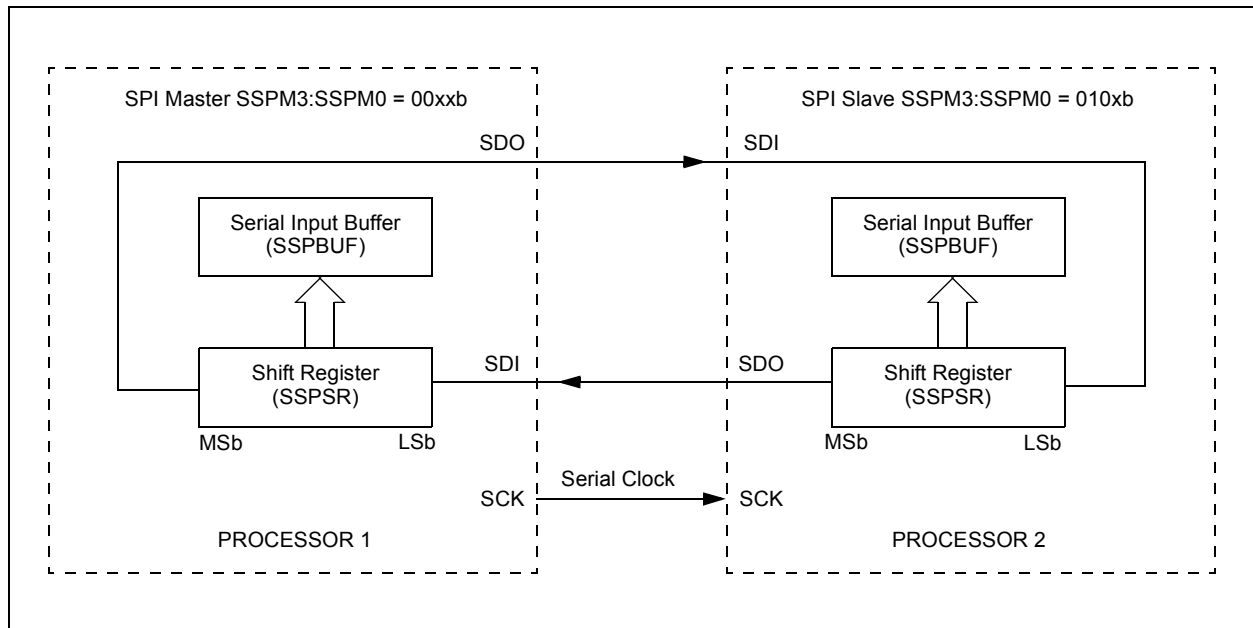 SPI Master SSPM3:SSPM0 = 00xxb
SPI Slave SSPM3:SSPM0 = 010xb
SDO
SDI
Serial Input Buffer
(SSPBUF)
Serial Input Buffer
(SSPBUF)
Shift Register
(SSPSR)
MSb
LSb
SDI
SDO
Shift Register
(SSPSR)
MSb
LSb
SCK
Serial Clock
SCK
PROCESSOR 1
PROCESSOR 2